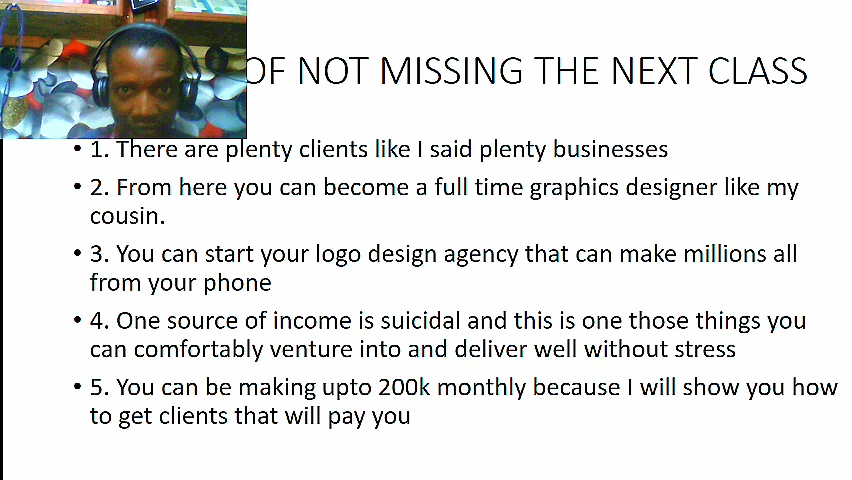 OF NOT MISSING THE NEXT CLASS
• 1. There are plenty clients like I said plenty businesses
• 2. From here you can become a full time graphics designer like my
cousin.
• 3. You can start your logo design agency that can make millions all
from your phone
• 4. One source of income is suicidal and this is one those things you
can comfortably venture into and deliver well without stress
• 5. You can be making upto 200k monthly because I will show you how
to get clients that will pay you